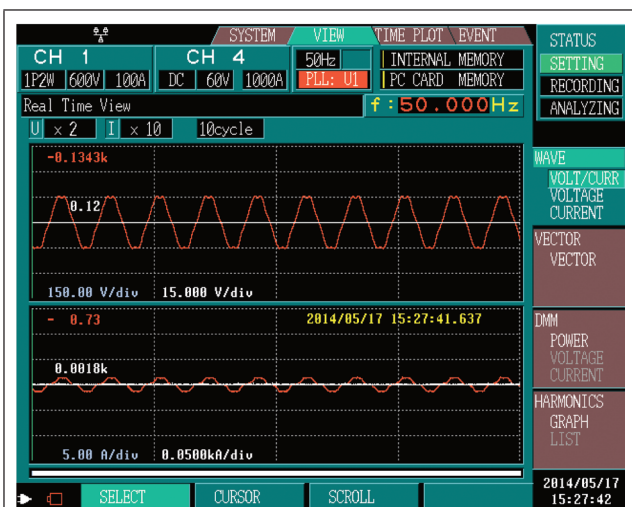 SYSTEM VIEW TIME PLOT EVENT STATUS
CH 1 CH 4 50Hz INTERNAL MEMORY SETTING
1P2W 600V 100A DC 60V 1000A PLL: U1 PC CARD MEMORY RECORDING
Real Time View f:50.000Hz ANALYZING
U ×2 I ×10 10cycle
-0.1343k
0.12
150.00 V/div 15.000 V/div
- 0.73 2014/05/17 15:27:41.637
0.0018k
5.00 A/div 0.0500kA/div
WAVE
VOLT/CURR
VOLTAGE
CURRENT
VECTOR
VECTOR
DMM
POWER
VOLTAGE
CURRENT
HARMONICS
GRAPH
LIST
SELECT CURSOR SCROLL
2014/05/17
15:27:42